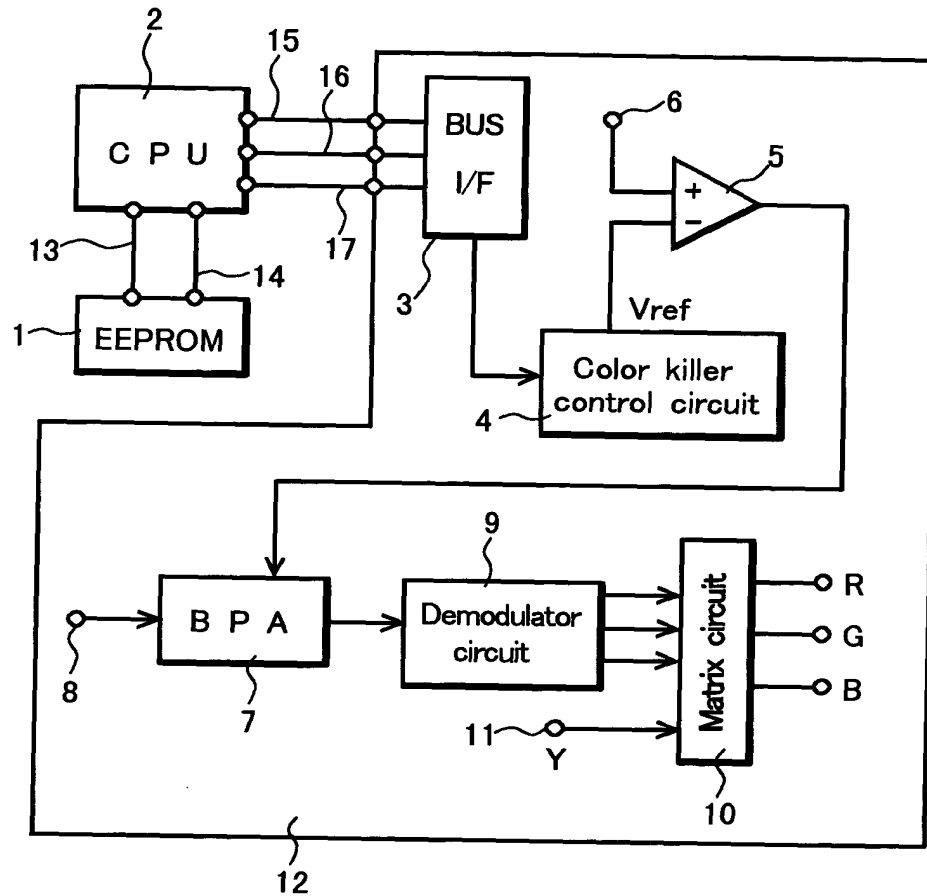 2
15
16
6
5
C P U
BUS
I/F
+
−
13
14
17
3
Vref
1
EEPROM
Color killer
control circuit
4
9
B P A
Demodulator
circuit
Matrix circuit
R
G
B
8
7
11
Y
10
12